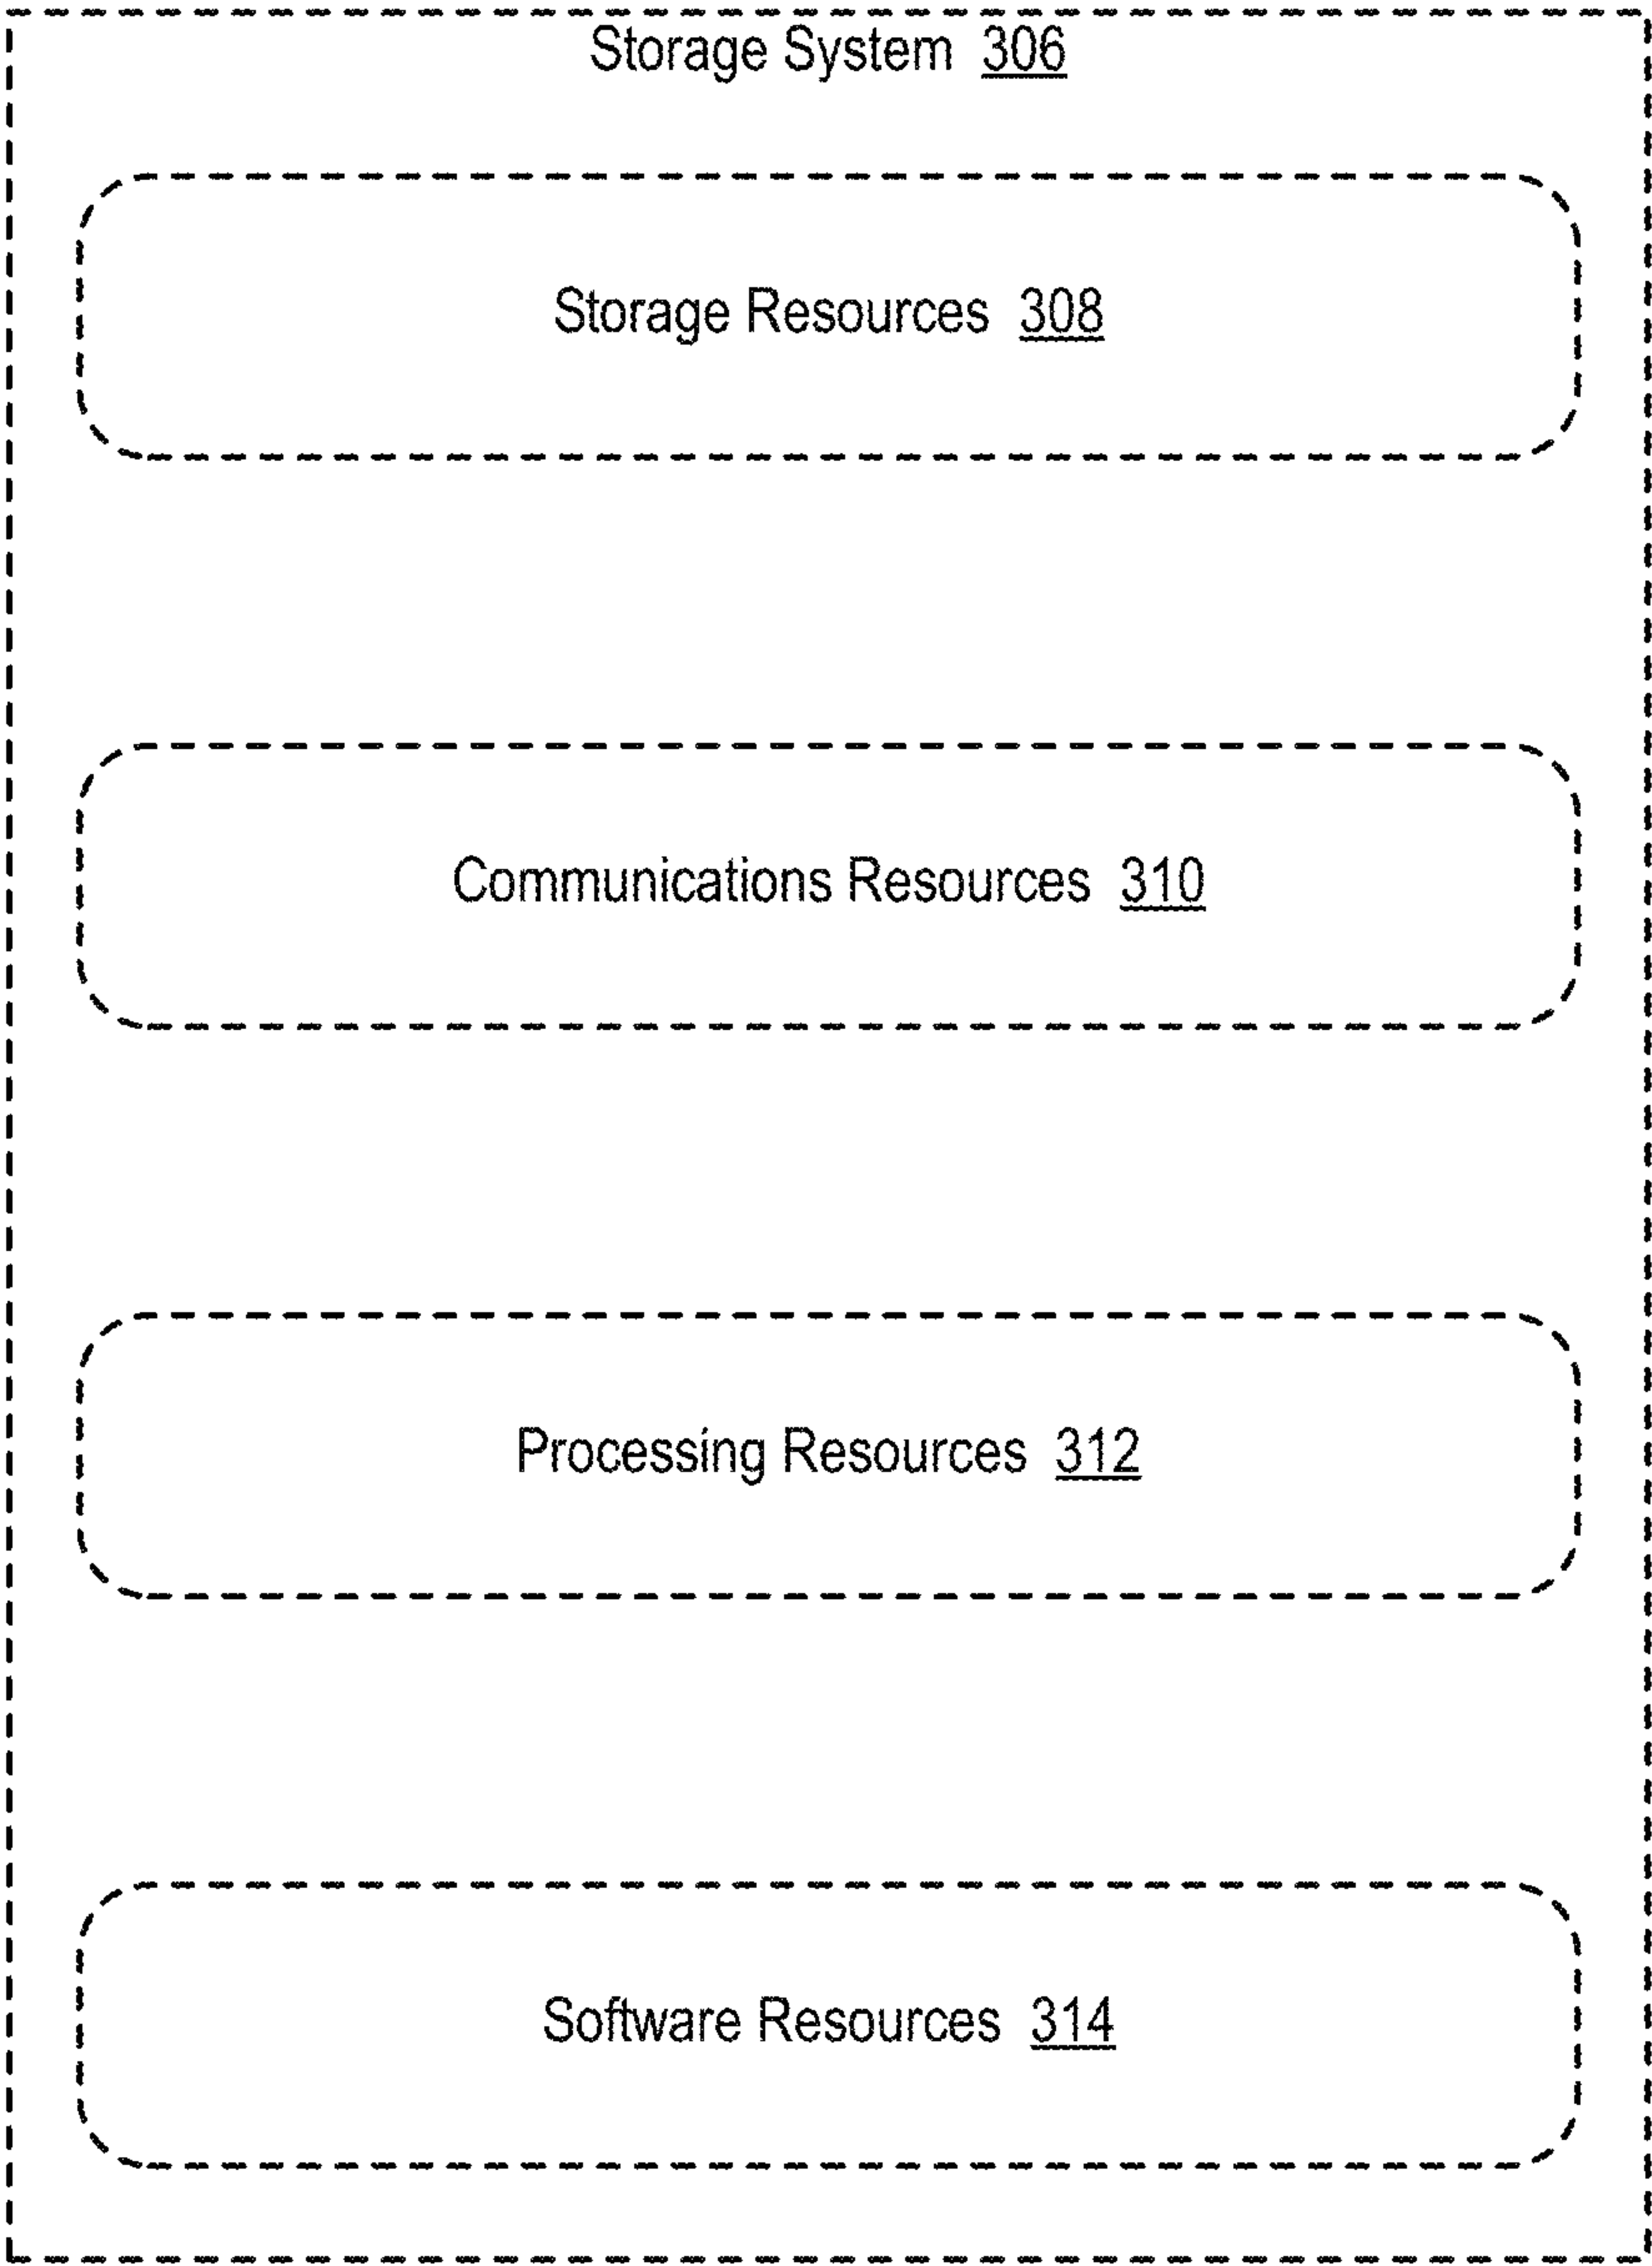 Storage System 306
Storage Resources 308
Communications Resources 310
Processing Resources 312
Software Resources 314